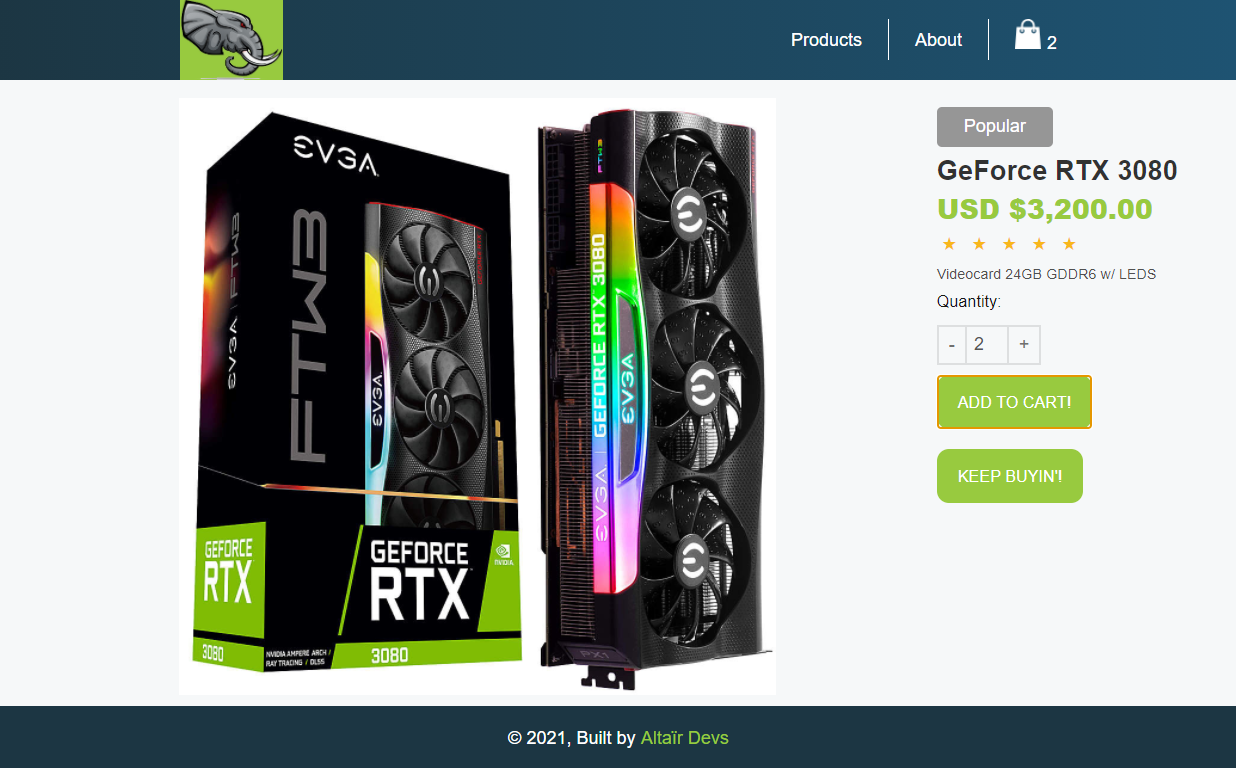 Products
About
2
EVGA
FTW3
EVGA | FTW3
EVGA
GEFORCE
RTX
3080
NVIDIA AMPERE ARCH /
RAY TRACING / DLSS
GEFORCE
RTX
3080
NVIDIA
FTW3
EVGA | GEFORCE RTX 3080
EVGA
PX1
Popular
GeForce RTX 3080
USD $3,200.00
Videocard 24GB GDDR6 w/ LEDS
Quantity:
- 2 +
ADD TO CART!
KEEP BUYIN'!
© 2021, Built by Altaïr Devs